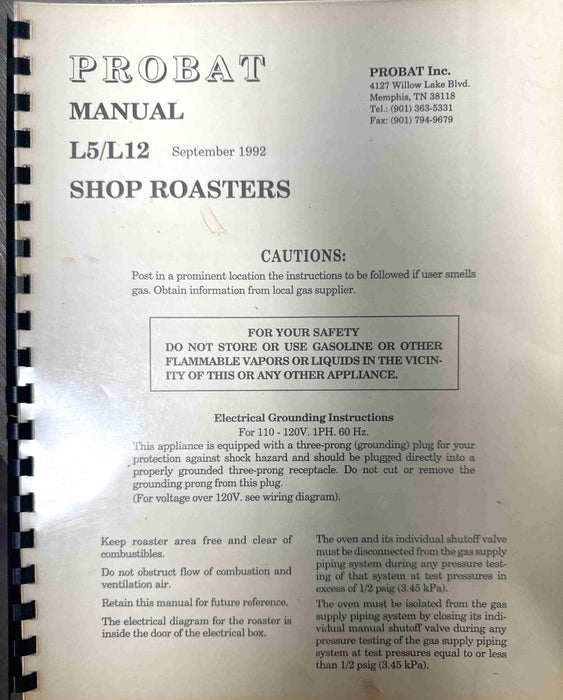 PROBAT
MANUAL
L5/L12 September 1992
SHOP ROASTERS
PROBAT Inc.
4127 Willow Lake Blvd.
Memphis, TN 38118
Tel.: (901) 363-5331
Fax: (901) 794-9679
CAUTIONS:
Post in a prominent location the instructions to be followed if user smells
gas. Obtain information from local gas supplier.
FOR YOUR SAFETY
DO NOT STORE OR USE GASOLINE OR OTHER
FLAMMABLE VAPORS OR LIQUIDS IN THE VICIN-
ITY OF THIS OR ANY OTHER APPLIANCE.
Electrical Grounding Instructions
For 110 - 120V. 1PH. 60 Hz.
This appliance is equipped with a three-prong (grounding) plug for your
protection against shock hazard and should be plugged directly into a
properly grounded three-prong receptacle. Do not cut or remove the
grounding prong from this plug.
(For voltage over 120V. see wiring diagram).
Keep roaster area free and clear of
combustibles.
Do not obstruct flow of combustion and
ventilation air.
Retain this manual for future reference.
The electrical diagram for the roaster is
inside the door of the electrical box.
The oven and its individual shutoff valve
must be disconnected from the gas supply
piping system during any pressure test-
ing of that system at test pressures in
excess of 1/2 psig (3.45 kPa).
The oven must be isolated from the gas
supply piping system by closing its indi-
vidual manual shutoff valve during any
pressure testing of the gas supply piping
system at test pressures equal to or less
than 1/2 psig (3.45 kPa).